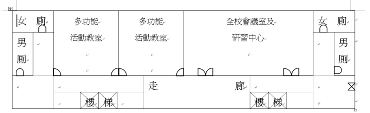 女 廁
多功能
活動教室
多功能
活動教室
全校會議室及
研習中心
女 廁
男
廁
男
廁
走 廊
樓 梯
樓 梯